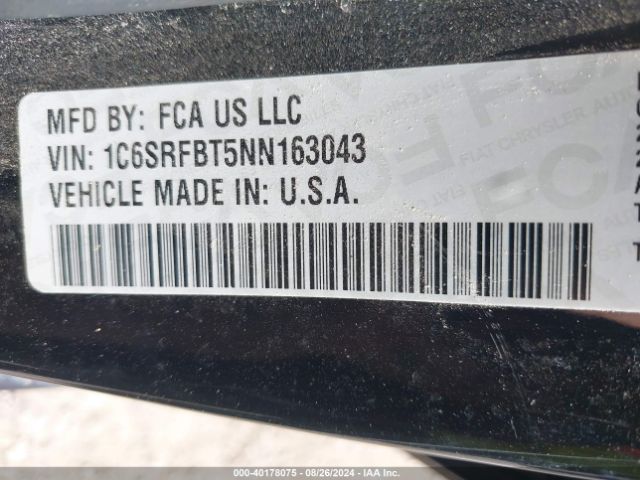 MFD BY: FCA US LLC
VIN: 1C6SRFBT5NN163043
VEHICLE MADE IN: U.S.A.
000-40178075 - 08/26/2024 - IAA Inc.